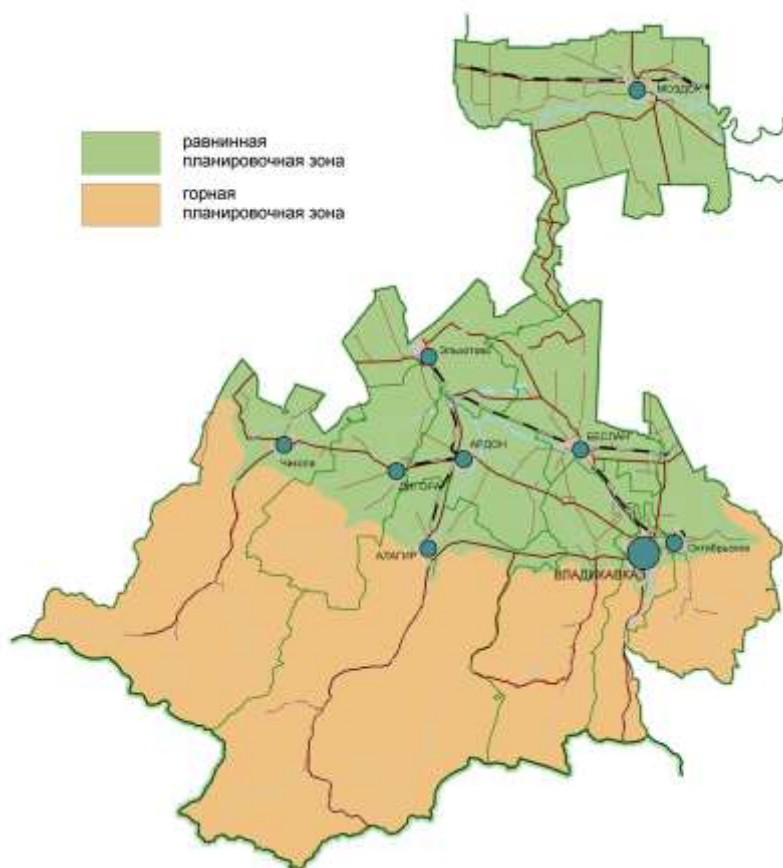 МОЗДОК
равнинная
планировочная зона
горная
планировочная зона
Эльхотово
БЕСЛАН
АРДОН
Чикола
ДИГОРА
АЛАГИР
Октябрьское
ВЛАДИКАВКАЗ